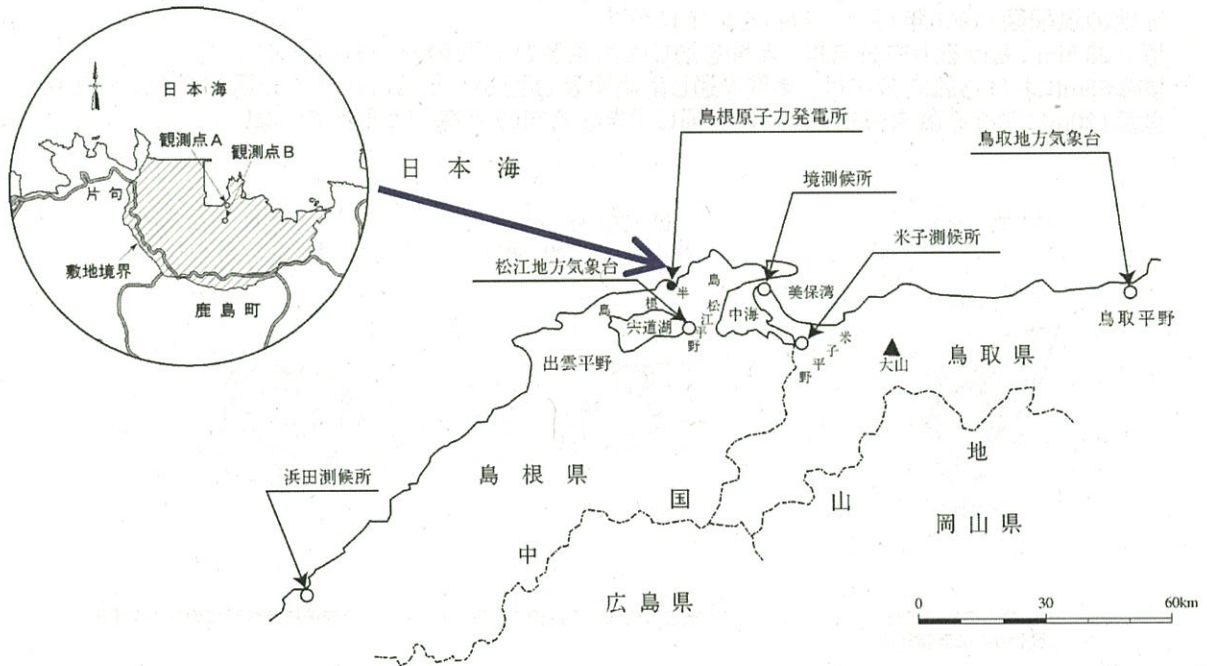 日本海
観測点A
観測点B
片句
敷地境界
鹿島町
日本海
島根原子力発電所
鳥取地方気象台
境測候所
米子測候所
松江地方気象台
島根半島
美保湾
中海
宍道湖
松江平野
米子平野
出雲平野
大山
鳥取県
鳥取平野
浜田測候所
島根県
中国山地
岡山県
広島県
0 30 60km